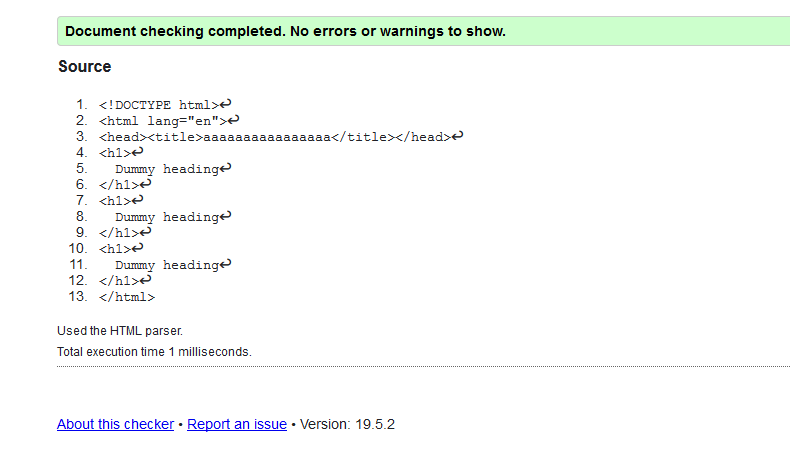 Document checking completed. No errors or warnings to show.
Source
1. <!DOCTYPE html>↩
2. <html lang="en">↩
3. <head><title>aaaaaaaaaaaaaaaa</title></head>↩
4. <h1>↩
5.   Dummy heading↩
6. </h1>↩
7. <h1>↩
8.   Dummy heading↩
9. </h1>↩
10. <h1>↩
11.   Dummy heading↩
12. </h1>↩
13. </html>
Used the HTML parser.
Total execution time 1 milliseconds.
About this checker • Report an issue • Version: 19.5.2